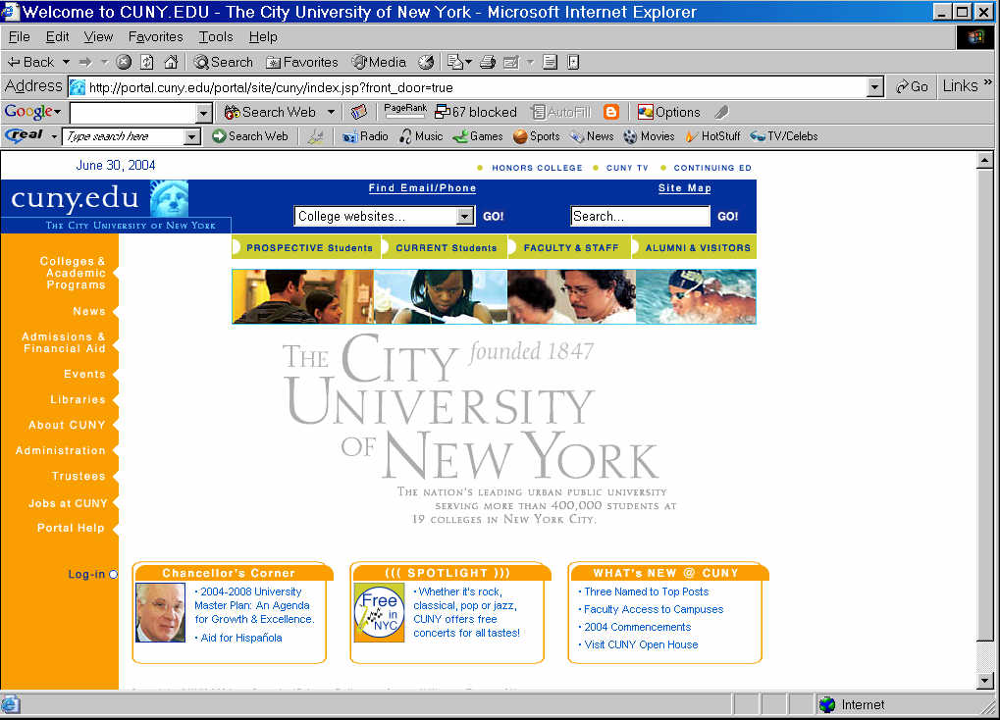 Welcome to CUNY.EDU - The City University of New York - Microsoft Internet Explorer
File Edit View Favorites Tools Help
Back Search Favorites Media
Address http://portal.cuny.edu/portal/site/cuny/index.jsp?front_door=true Go Links »
Google Search Web PageRank 67 blocked AutoFill Options
real Type search here Search Web Radio Music Games Sports News Movies HotStuff TV/Celebs
June 30, 2004
HONORS COLLEGE CUNY TV CONTINUING ED
cuny.edu
Find Email/Phone Site Map
College websites... GO! Search... GO!
THE CITY UNIVERSITY OF NEW YORK
PROSPECTIVE Students CURRENT Students FACULTY & STAFF ALUMNI & VISITORS
Colleges &
Academic
Programs
News
Admissions &
Financial Aid
Events
Libraries
About CUNY
Administration
Trustees
Jobs at CUNY
Portal Help
Log-in
THE CITY founded 1847
UNIVERSITY
OF NEW YORK
THE NATION'S LEADING URBAN PUBLIC UNIVERSITY
SERVING MORE THAN 400,000 STUDENTS AT
19 COLLEGES IN NEW YORK CITY.
Chancellor's Corner
• 2004-2008 University
Master Plan: An Agenda
for Growth & Excellence.
• Aid for Hispañola
((( SPOTLIGHT )))
Free
in
NYC
• Whether it's rock,
classical, pop or jazz,
CUNY offers free
concerts for all tastes!
WHAT's NEW @ CUNY
• Three Named to Top Posts
• Faculty Access to Campuses
• 2004 Commencements
• Visit CUNY Open House
Internet